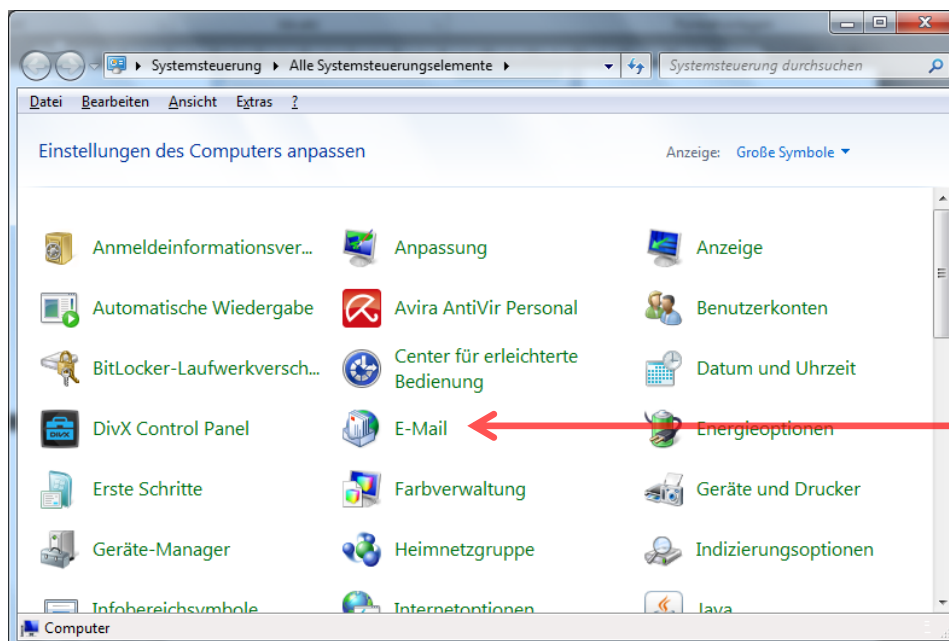 Systemsteuerung Alle Systemsteuerungselemente Systemsteuerung durchsuchen
Datei Bearbeiten Ansicht Extras ?
Einstellungen des Computers anpassen Anzeige: Große Symbole
Anmeldeinformationsver... Anpassung Anzeige
Automatische Wiedergabe Avira AntiVir Personal Benutzerkonten
BitLocker-Laufwerkversch... Center für erleichterte Datum und Uhrzeit
Bedienung
DivX Control Panel E-Mail Energieoptionen
Erste Schritte Farbverwaltung Geräte und Drucker
Geräte-Manager Heimnetzgruppe Indizierungsoptionen
Infobereichsymbole Internetoptionen Java
Computer